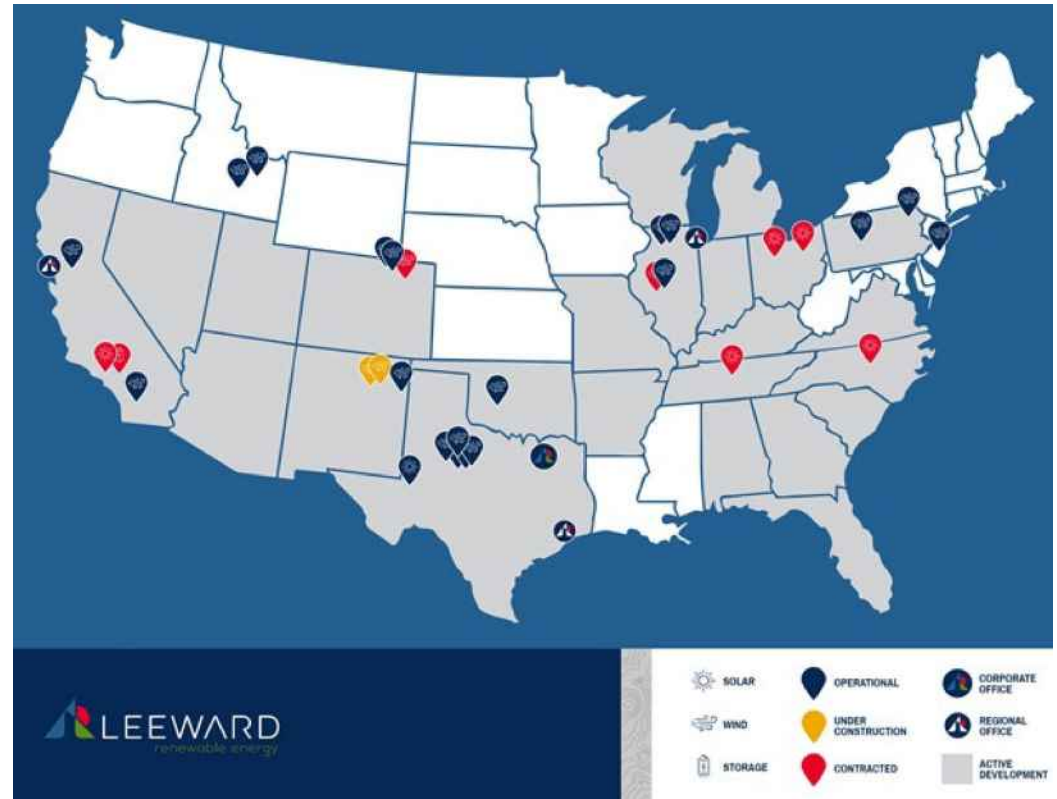 LEEWARD
renewable energy
SOLAR
WIND
STORAGE
OPERATIONAL
UNDER
CONSTRUCTION
CONTRACTED
CORPORATE
OFFICE
REGIONAL
OFFICE
ACTIVE
DEVELOPMENT